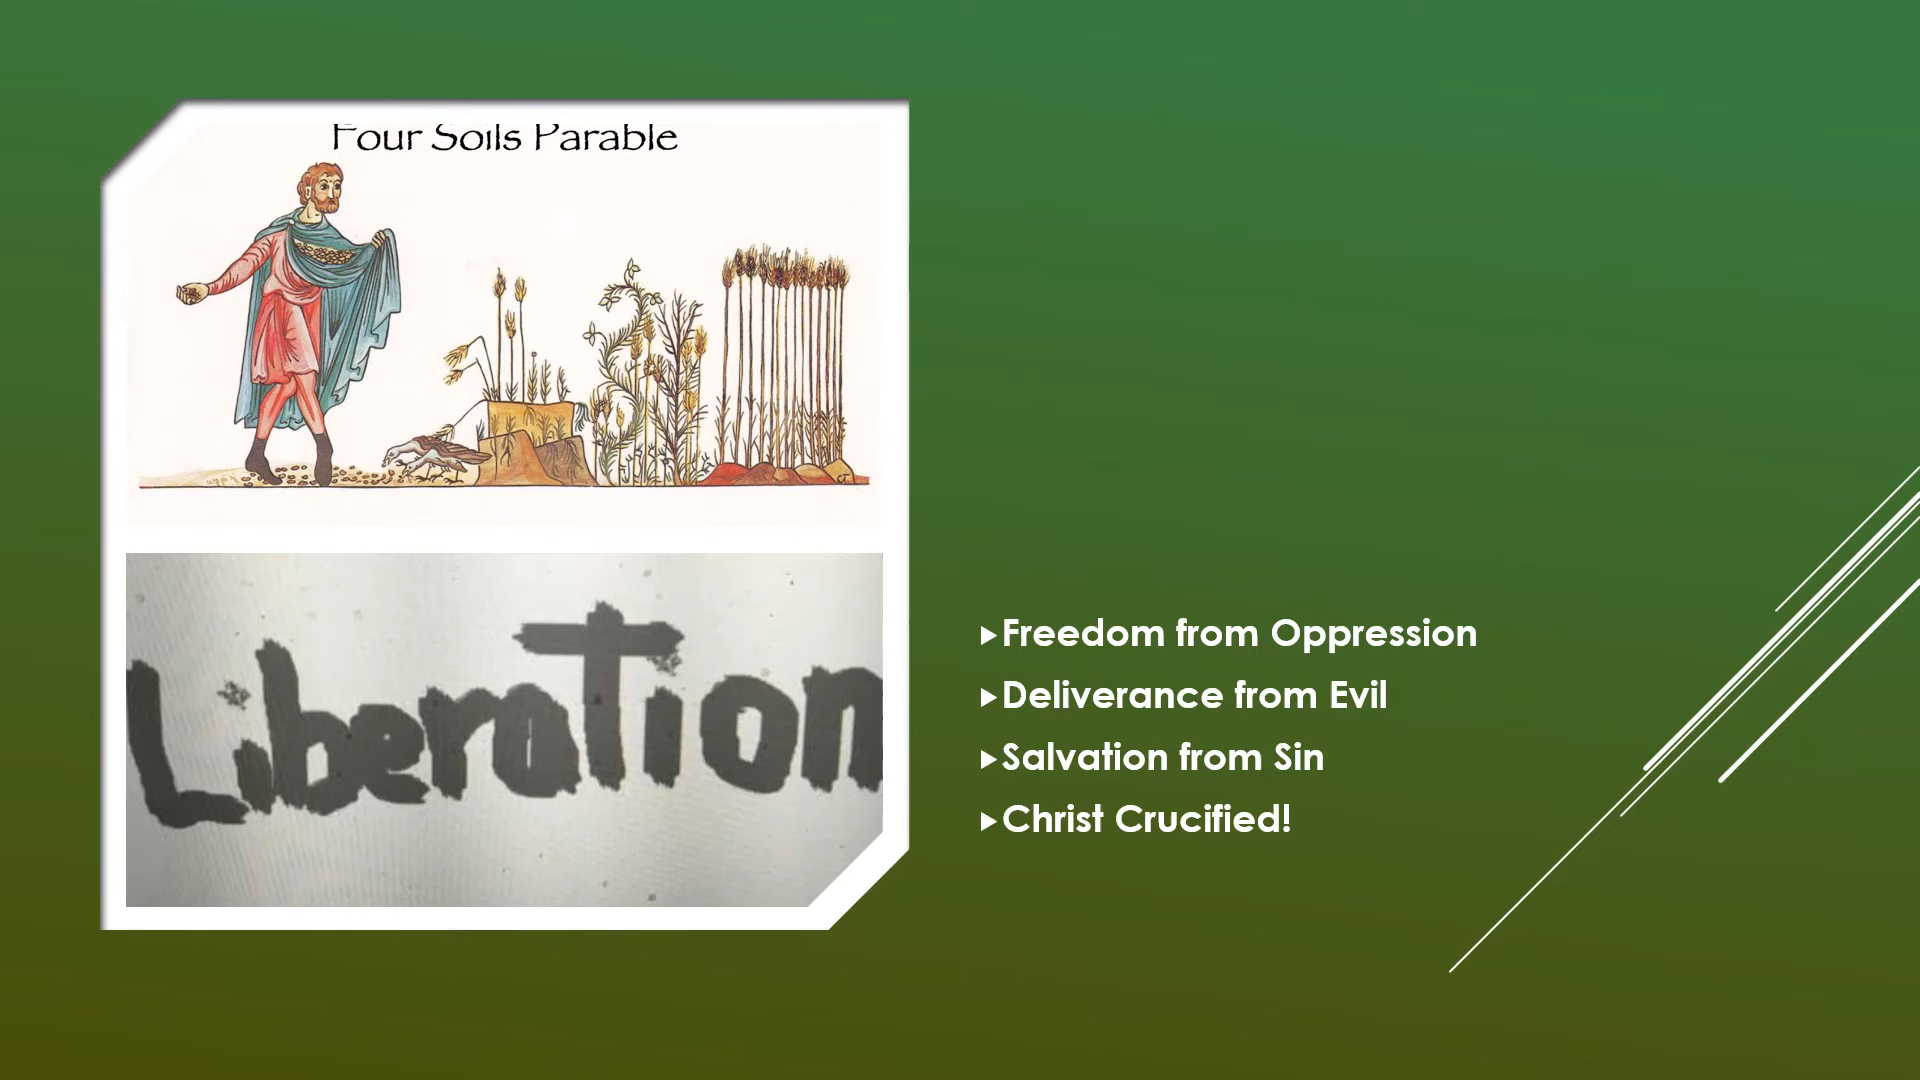 Four Soils Parable
LiberaTion
Freedom from Oppression
Deliverance from Evil
Salvation from Sin
Christ Crucified!